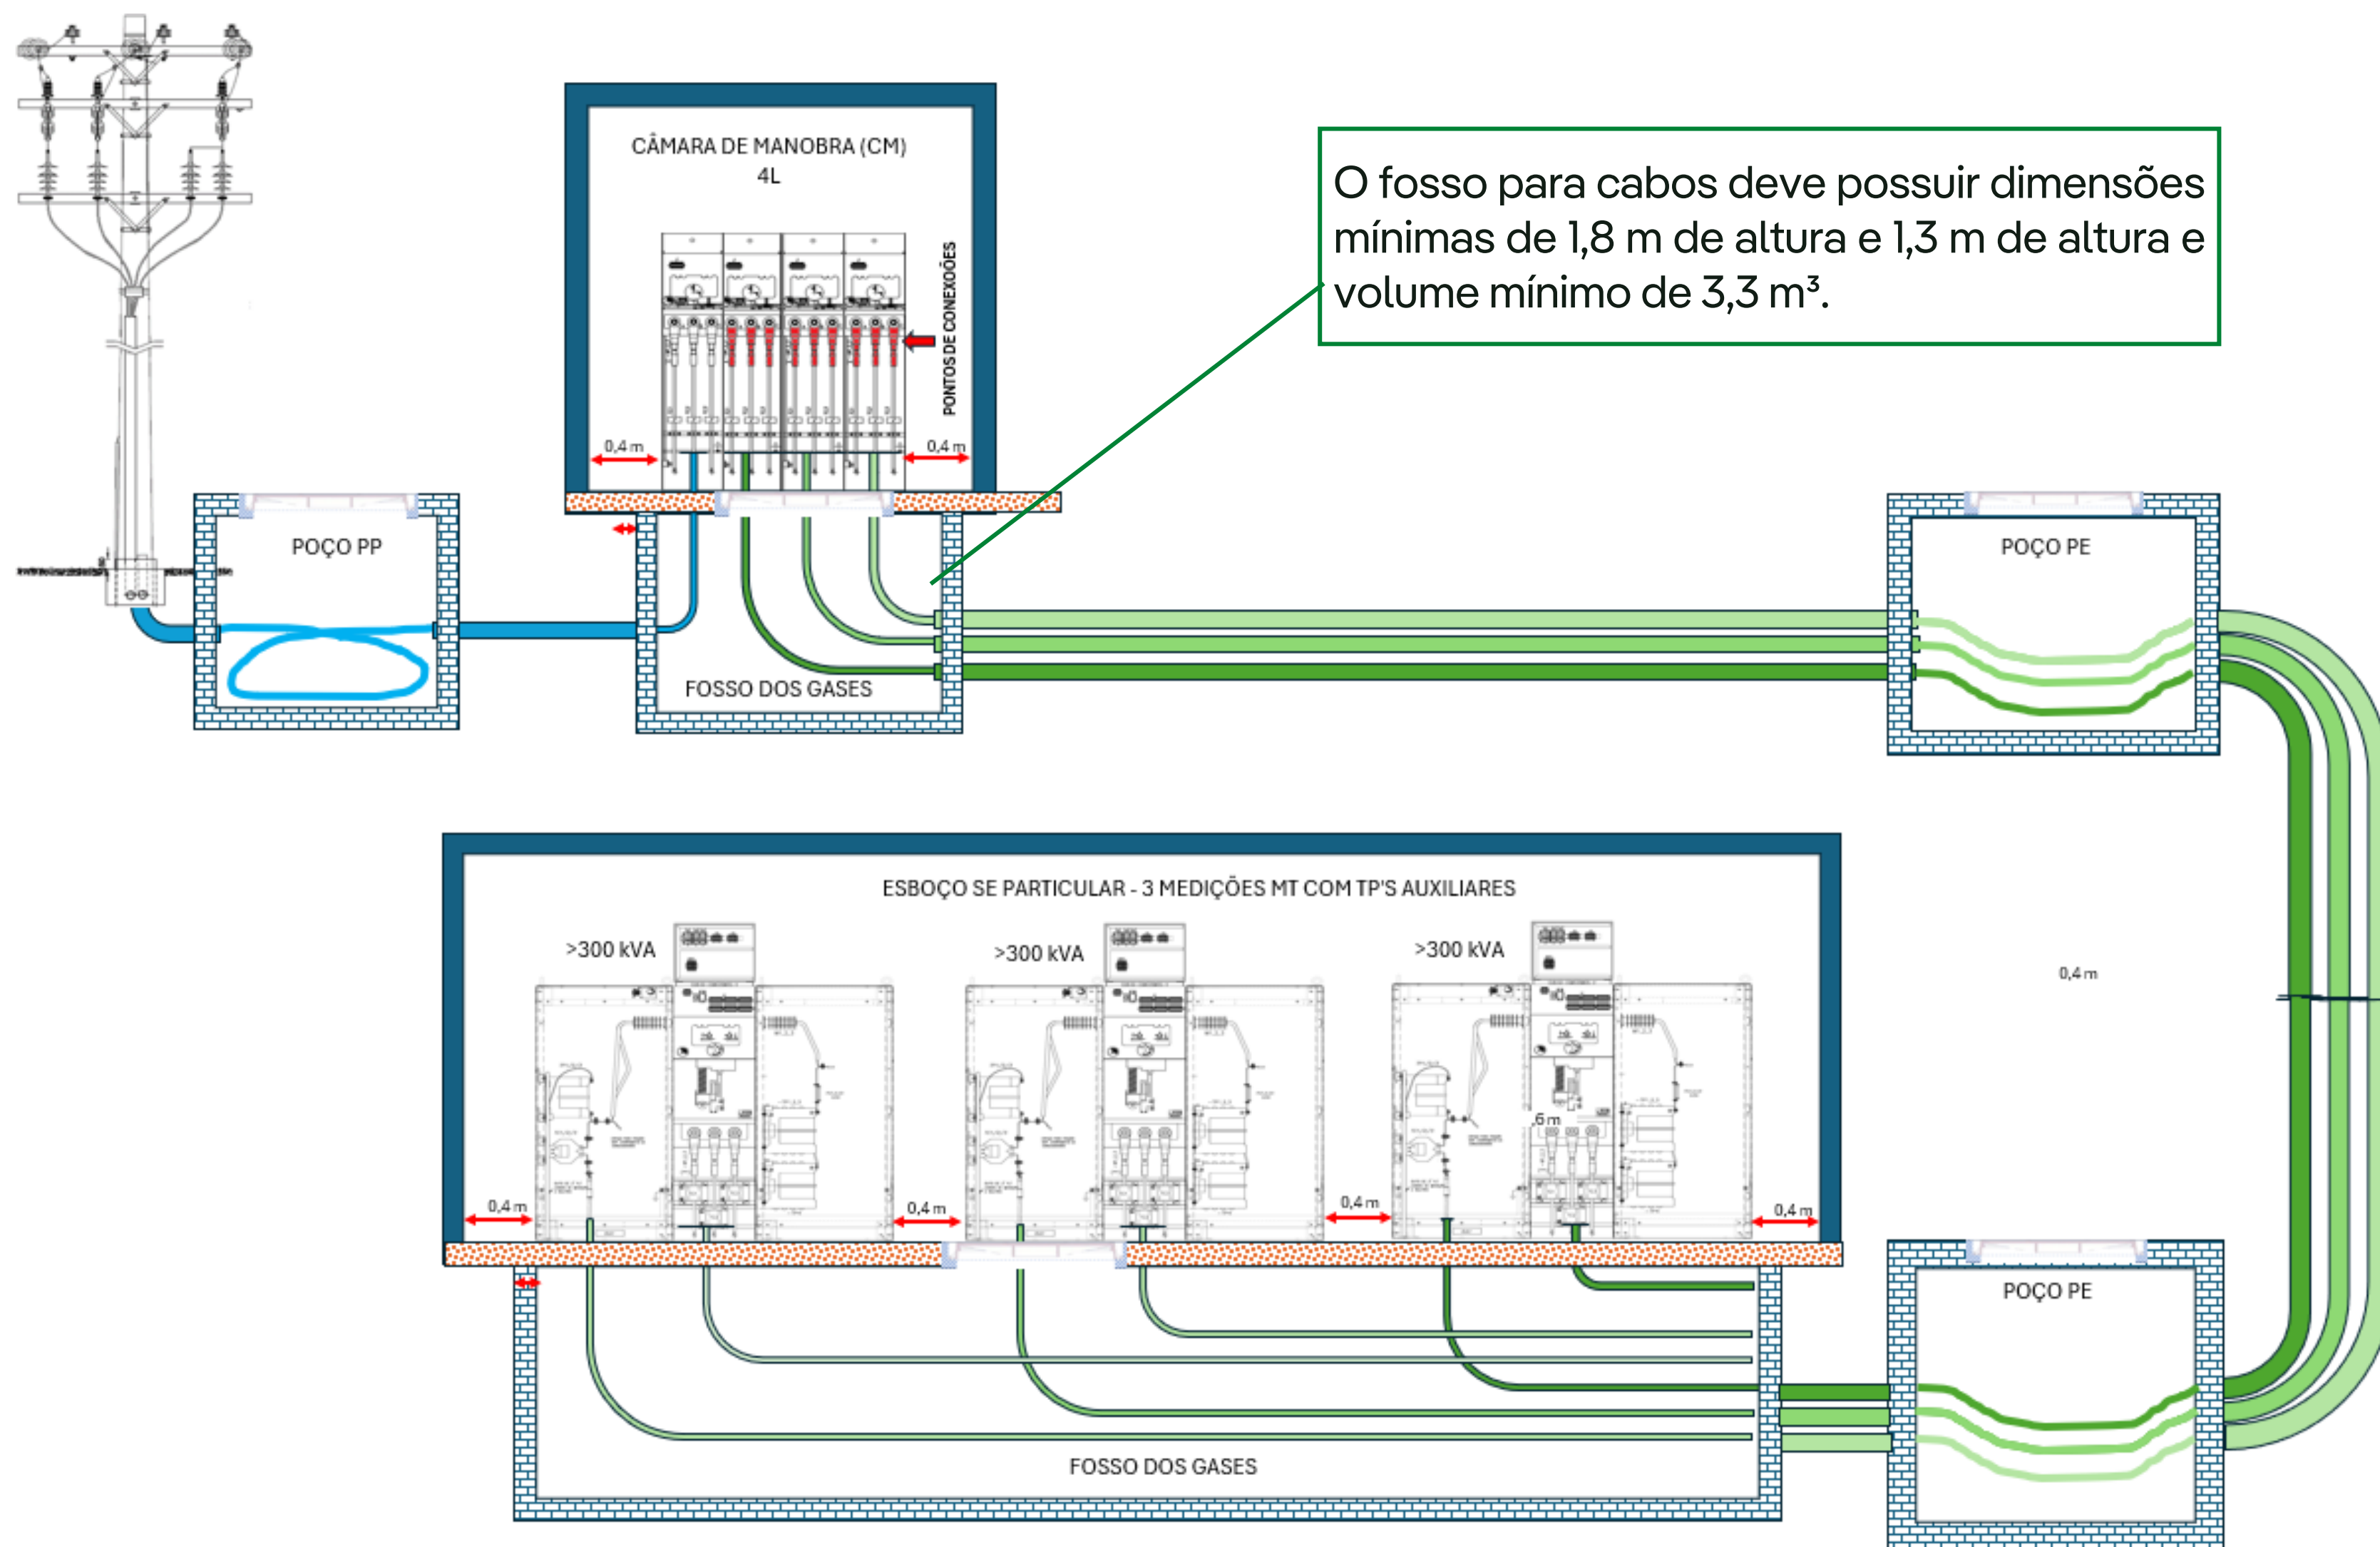 CÂMARA DE MANOBRA (CM)
4L
PONTOS DE CONEXÕES
0,4 m
0,4 m
O fosso para cabos deve possuir dimensões
mínimas de 1,8 m de altura e 1,3 m de altura e
volume mínimo de 3,3 m³.
POÇO PP
FOSSO DOS GASES
POÇO PE
ESBOÇO SE PARTICULAR - 3 MEDIÇÕES MT COM TP'S AUXILIARES
>300 kVA
>300 kVA
>300 kVA
0,4 m
,6 m
0,4 m
0,4 m
0,4 m
0,4 m
POÇO PE
FOSSO DOS GASES